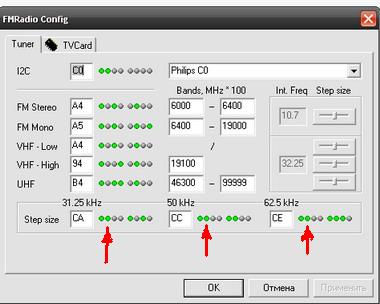 FMRadio Config
Tuner TVCard
I2C C0 Philips C0
Bands, MHz * 100 Int. Freq Step size
FM Stereo A4 6000 - 6400
10.7
FM Mono A5 6400 - 19000
VHF - Low A4 /
VHF - High 94 19100 32.25
UHF B4 46300 - 99999
31.25 kHz 50 kHz 62.5 kHz
Step size CA CC CE
OK Отмена Применить